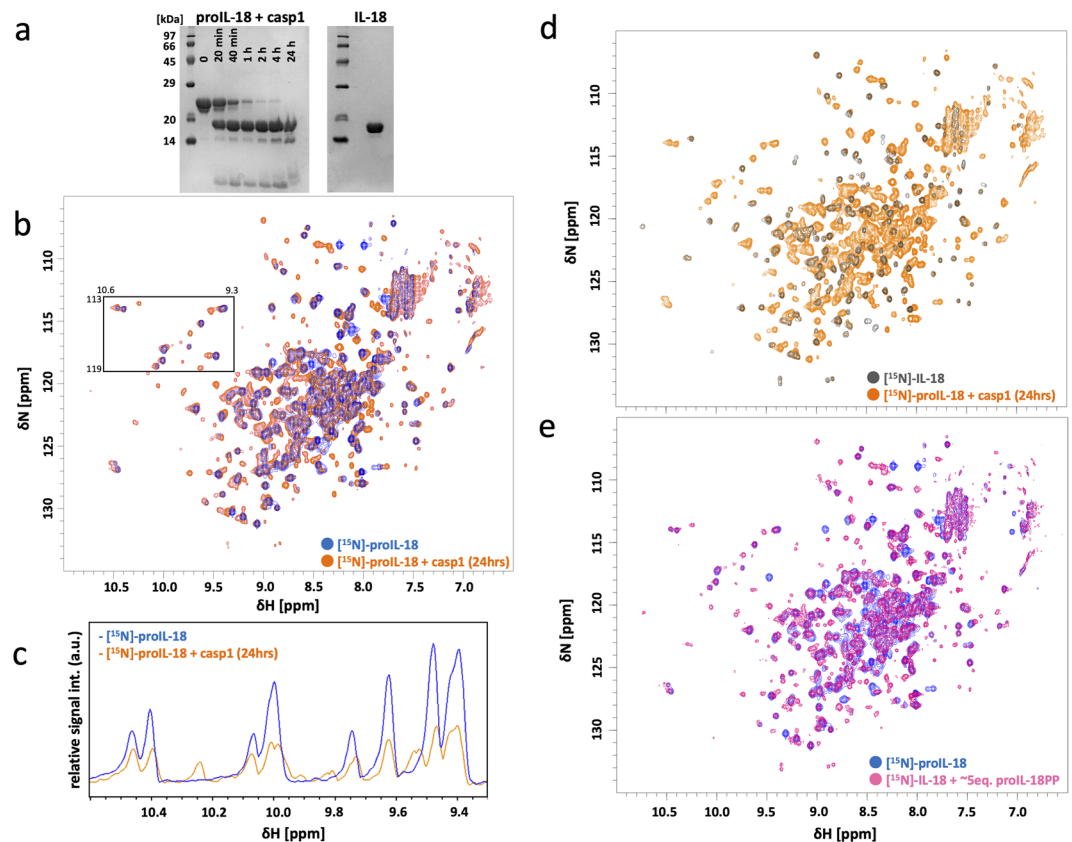 a
[kDa]
proIL-18 + casp1
IL-18
97
66
45
29
20
14
0
20 min
40 min
1 h
2 h
4 h
24 h
b
10.6
9.3
113
119
110
115
120
125
130
δN [ppm]
[¹⁵N]-proIL-18
[¹⁵N]-proIL-18 + casp1 (24hrs)
10.5
10.0
9.5
9.0
8.5
8.0
7.5
7.0
δH [ppm]
c
- [¹⁵N]-proIL-18
- [¹⁵N]-proIL-18 + casp1 (24hrs)
relative signal int. (a.u.)
10.4
10.2
10.0
9.8
9.6
9.4
δH [ppm]
d
110
115
120
125
130
δN [ppm]
[¹⁵N]-IL-18
[¹⁵N]-proIL-18 + casp1 (24hrs)
e
110
115
120
125
130
δN [ppm]
[¹⁵N]-proIL-18
[¹⁵N]-IL-18 + ~5eq. proIL-18PP
10.5
10.0
9.5
9.0
8.5
8.0
7.5
7.0
6.5
δH [ppm]